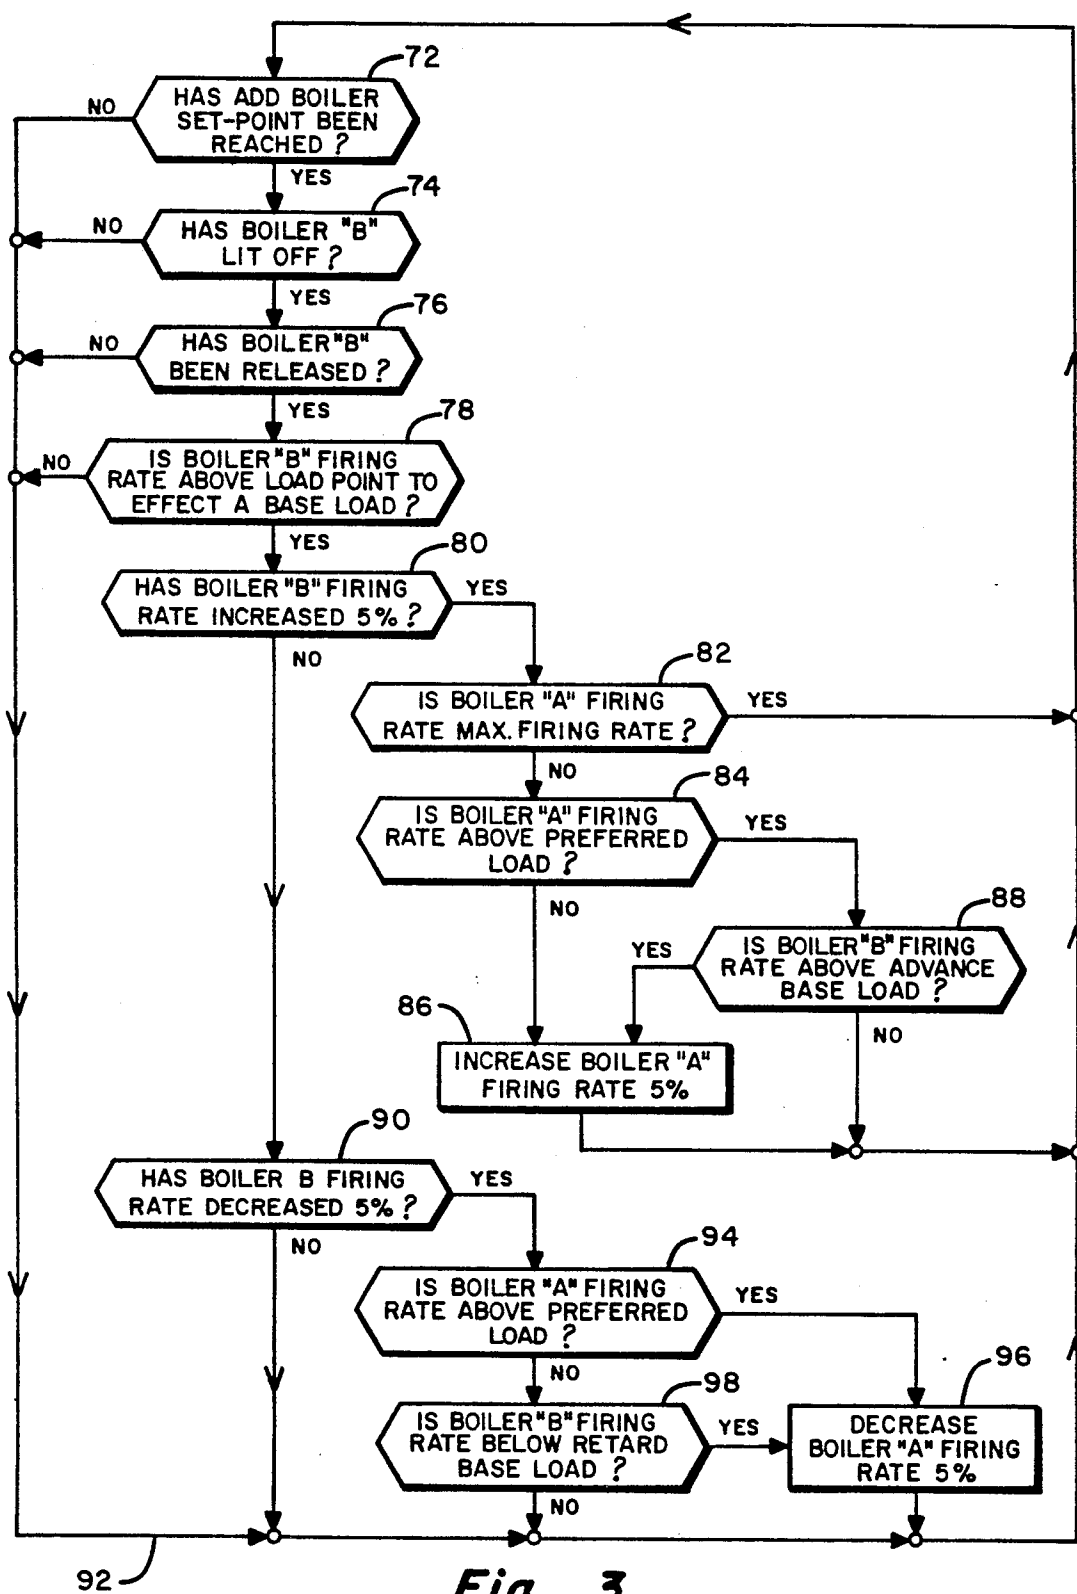 72
HAS ADD BOILER
SET-POINT BEEN
REACHED ?
NO
YES
74
HAS BOILER "B"
LIT OFF ?
NO
YES
76
HAS BOILER "B"
BEEN RELEASED ?
NO
YES
78
IS BOILER "B" FIRING
RATE ABOVE LOAD POINT TO
EFFECT A BASE LOAD ?
NO
YES
80
HAS BOILER "B" FIRING
RATE INCREASED 5% ?
YES
NO
82
IS BOILER "A" FIRING
RATE MAX. FIRING RATE ?
YES
NO
84
IS BOILER "A" FIRING
RATE ABOVE PREFERRED
LOAD ?
YES
NO
88
IS BOILER "B" FIRING
RATE ABOVE ADVANCE
BASE LOAD ?
YES
NO
86
INCREASE BOILER "A"
FIRING RATE 5%
90
HAS BOILER B FIRING
RATE DECREASED 5% ?
YES
NO
94
IS BOILER "A" FIRING
RATE ABOVE PREFERRED
LOAD ?
YES
NO
98
IS BOILER "B" FIRING
RATE BELOW RETARD
BASE LOAD ?
YES
NO
96
DECREASE
BOILER "A" FIRING
RATE 5%
92
Fig. 3